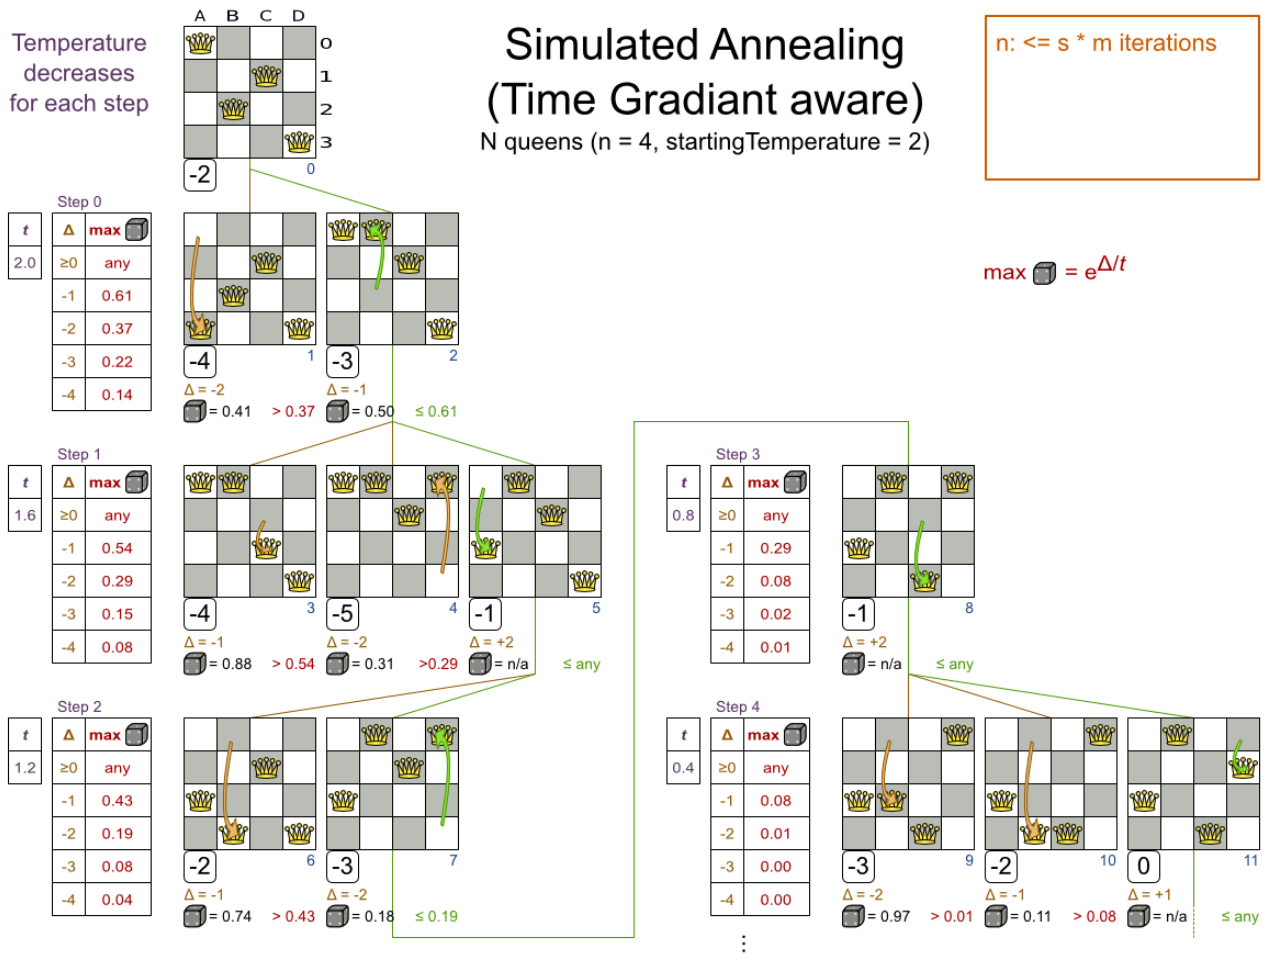 Temperature
decreases
for each step
A B C D
0
1
2
3
-2
0
Simulated Annealing
(Time Gradiant aware)
N queens (n = 4, startingTemperature = 2)
n: <= s * m iterations
max = e^Δ/t
Step 0
t
2.0
Δ max
≥0 any
-1 0.61
-2 0.37
-3 0.22
-4 0.14
-4 1
Δ = -2
= 0.41 > 0.37
-3 2
Δ = -1
= 0.50 ≤ 0.61
Step 1
t
1.6
Δ max
≥0 any
-1 0.54
-2 0.29
-3 0.15
-4 0.08
-4 3
Δ = -1
= 0.88 > 0.54
-5 4
Δ = -2
= 0.31 >0.29
-1 5
Δ = +2
= n/a ≤ any
Step 2
t
1.2
Δ max
≥0 any
-1 0.43
-2 0.19
-3 0.08
-4 0.04
-2 6
Δ = -1
= 0.74 > 0.43
-3 7
Δ = -2
= 0.18 ≤ 0.19
Step 3
t
0.8
Δ max
≥0 any
-1 0.29
-2 0.08
-3 0.02
-4 0.01
-1 8
Δ = +2
= n/a ≤ any
Step 4
t
0.4
Δ max
≥0 any
-1 0.08
-2 0.01
-3 0.00
-4 0.00
-3 9
Δ = -2
= 0.97 > 0.01
-2 10
Δ = -1
= 0.11 > 0.08
0 11
Δ = +1
= n/a ≤ any
⋮